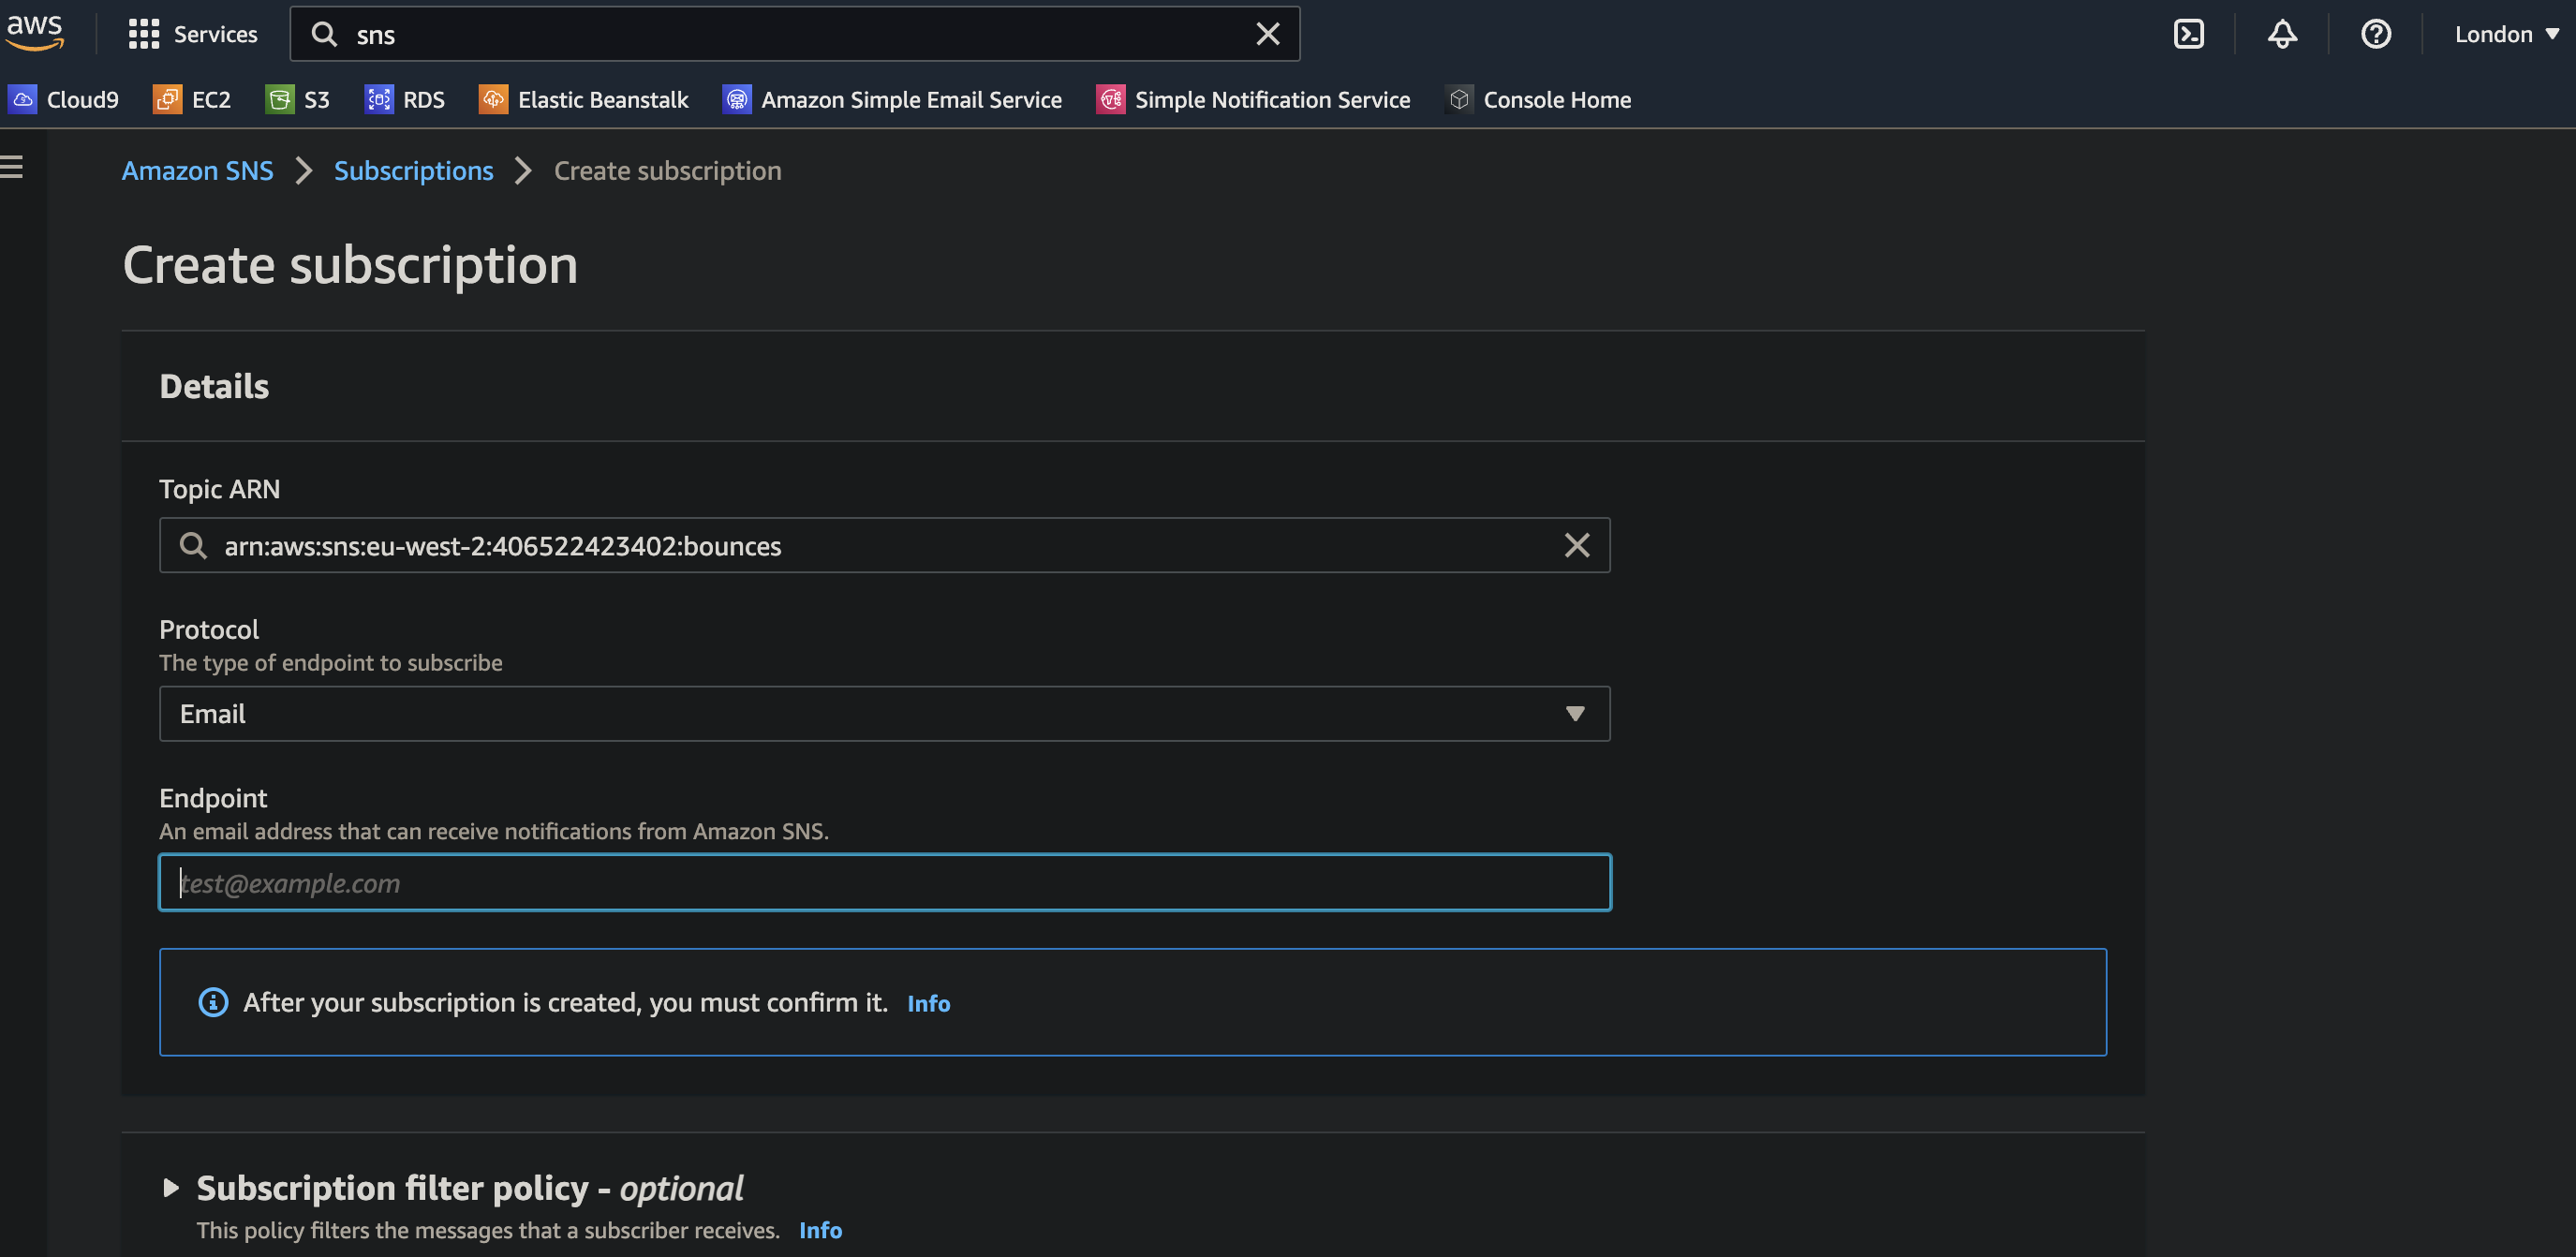 aws Services sns London
Cloud9 EC2 S3 RDS Elastic Beanstalk Amazon Simple Email Service Simple Notification Service Console Home
Amazon SNS Subscriptions Create subscription
Create subscription
Details
Topic ARN
arn:aws:sns:eu-west-2:406522423402:bounces
Protocol
The type of endpoint to subscribe
Email
Endpoint
An email address that can receive notifications from Amazon SNS.
test@example.com
After your subscription is created, you must confirm it. Info
Subscription filter policy - optional
This policy filters the messages that a subscriber receives. Info